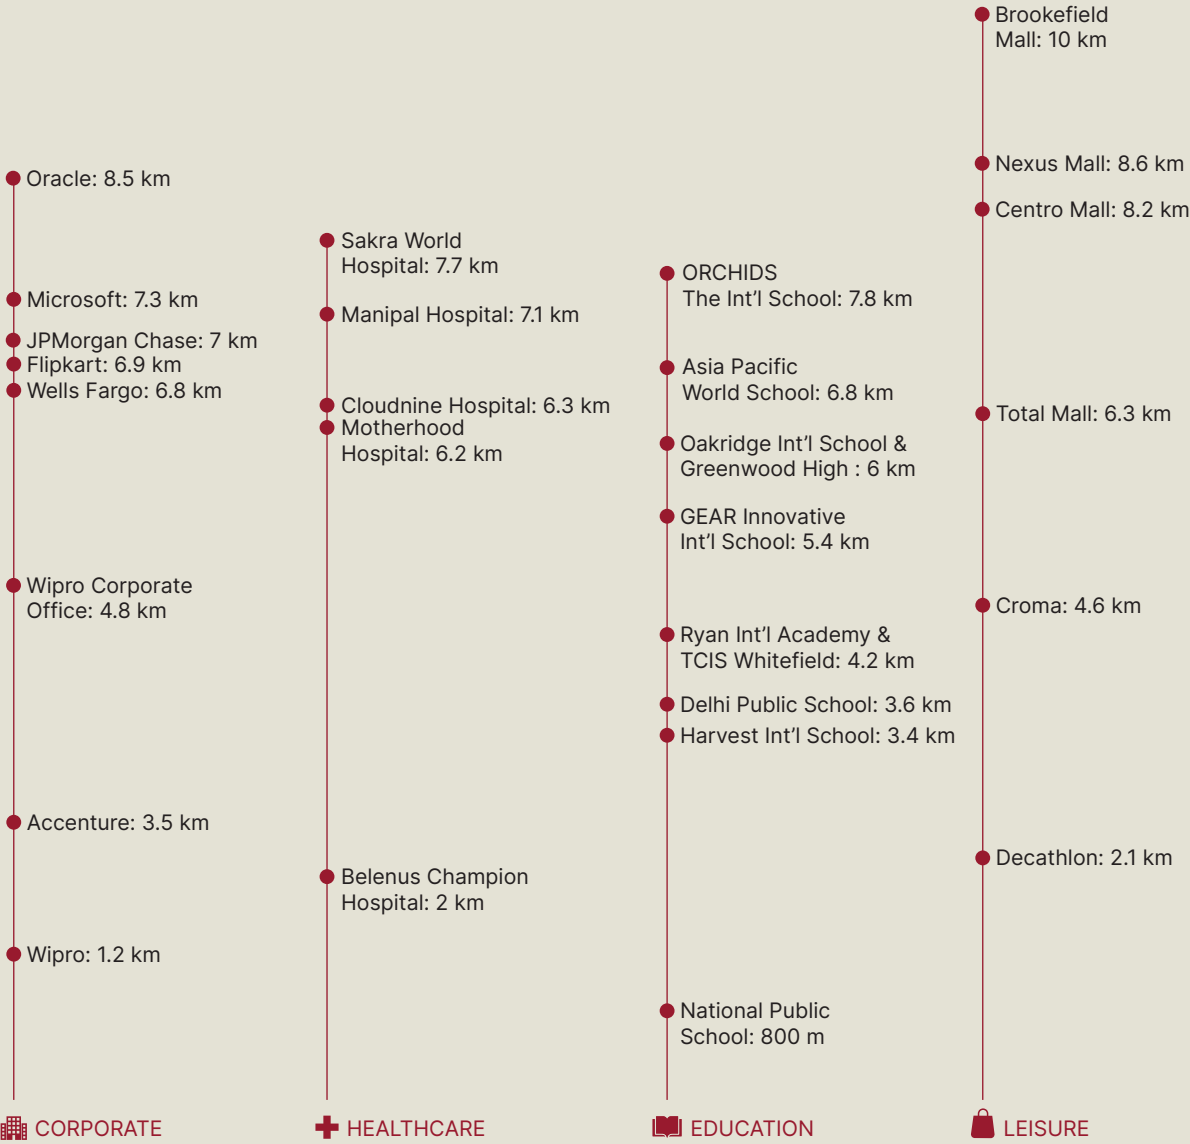 Oracle: 8.5 km
Microsoft: 7.3 km
JPMorgan Chase: 7 km
Flipkart: 6.9 km
Wells Fargo: 6.8 km
Wipro Corporate
Office: 4.8 km
Accenture: 3.5 km
Wipro: 1.2 km
CORPORATE
Sakra World
Hospital: 7.7 km
Manipal Hospital: 7.1 km
Cloudnine Hospital: 6.3 km
Motherhood
Hospital: 6.2 km
Belenus Champion
Hospital: 2 km
HEALTHCARE
ORCHIDS
The Int’l School: 7.8 km
Asia Pacific
World School: 6.8 km
Oakridge Int’l School &
Greenwood High : 6 km
GEAR Innovative
Int’l School: 5.4 km
Ryan Int’l Academy &
TCIS Whitefield: 4.2 km
Delhi Public School: 3.6 km
Harvest Int’l School: 3.4 km
National Public
School: 800 m
EDUCATION
Brookefield
Mall: 10 km
Nexus Mall: 8.6 km
Centro Mall: 8.2 km
Total Mall: 6.3 km
Croma: 4.6 km
Decathlon: 2.1 km
LEISURE